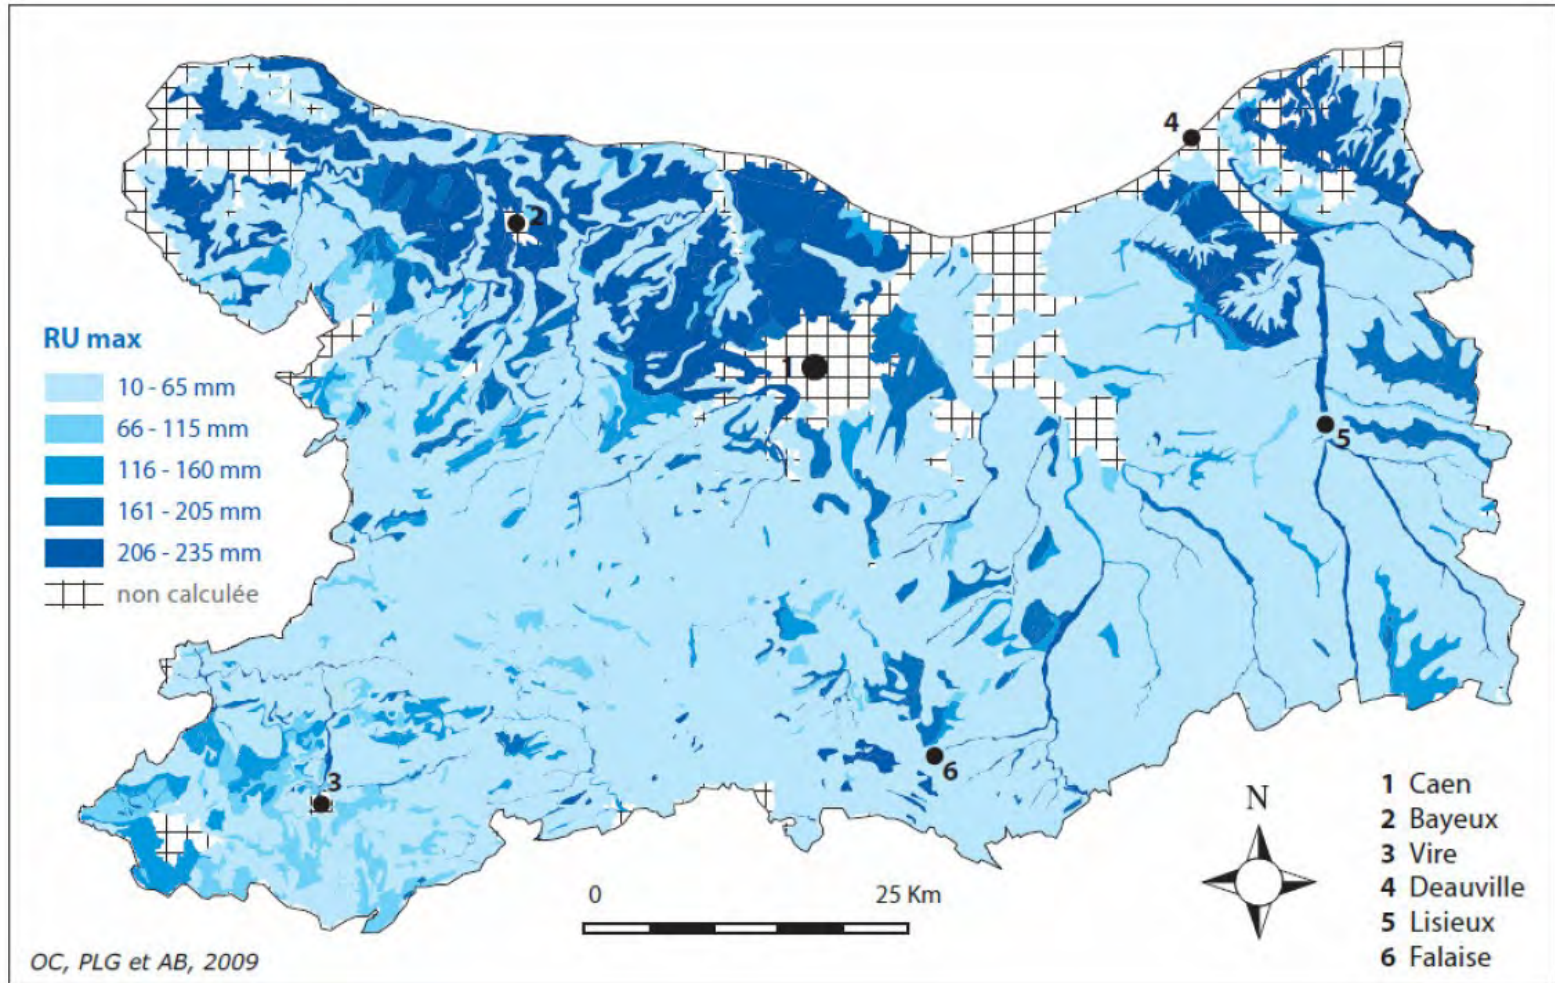 4
2
RU max
10 - 65 mm
66 - 115 mm
116 - 160 mm
161 - 205 mm
206 - 235 mm
non calculée
1
5
3
6
N
0 25 Km
1 Caen
2 Bayeux
3 Vire
4 Deauville
5 Lisieux
6 Falaise
OC, PLG et AB, 2009